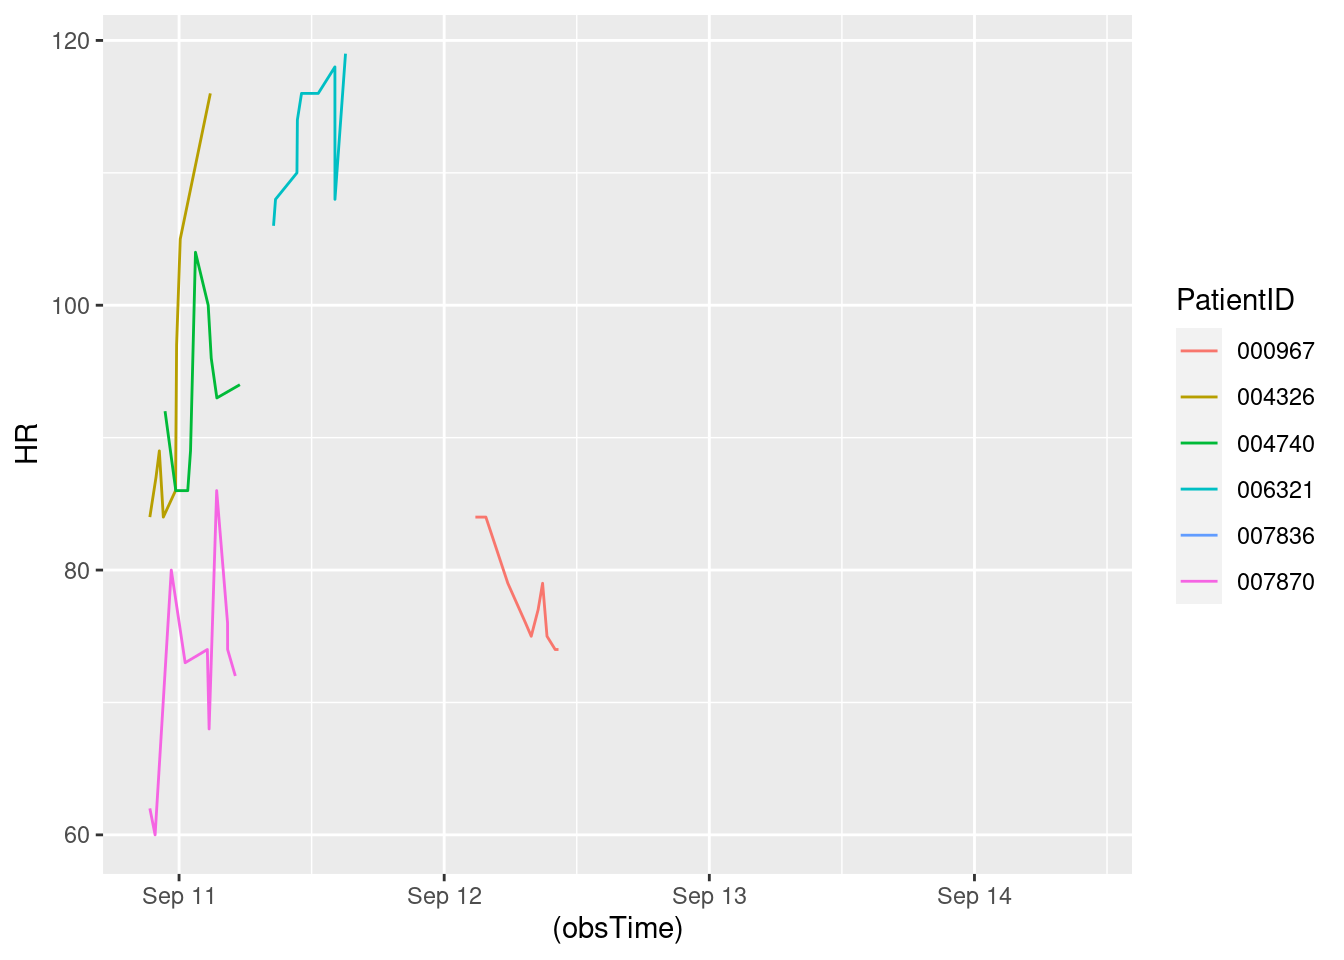 120
100
80
60
HR
Sep 11
Sep 12
Sep 13
Sep 14
(obsTime)
PatientID
000967
004326
004740
006321
007836
007870